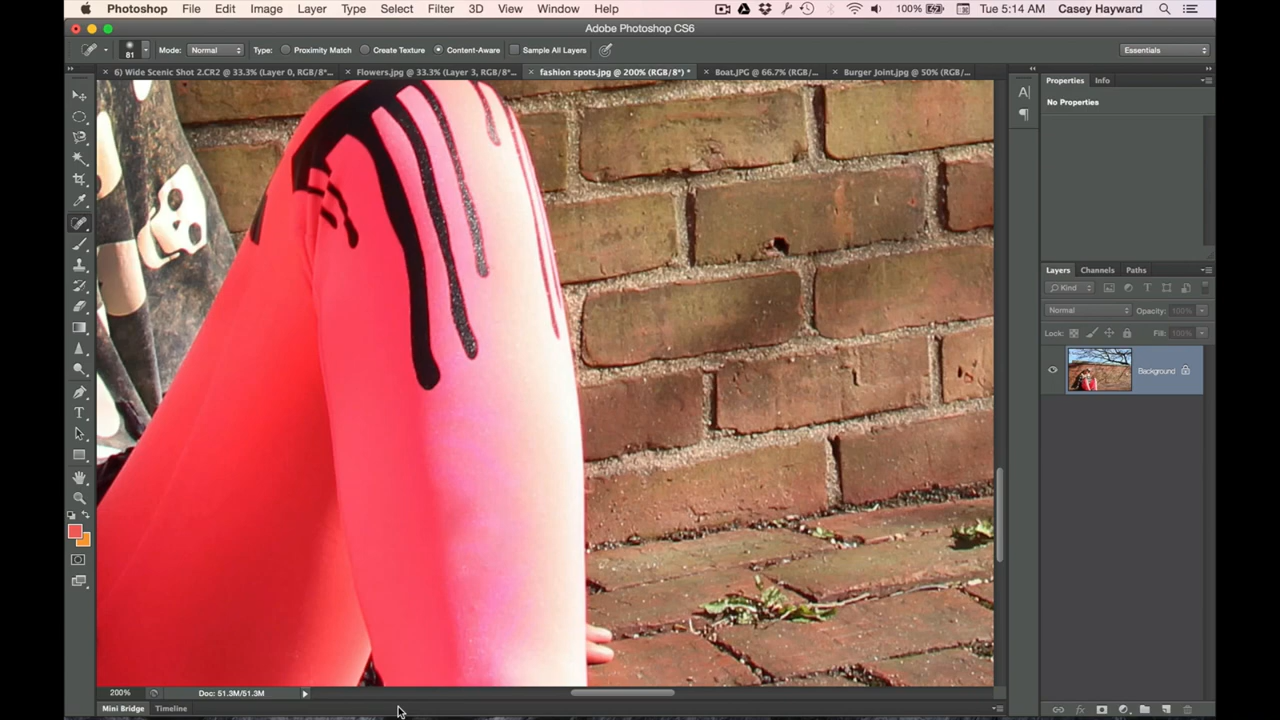 Photoshop File Edit Image Layer Type Select Filter 3D View Window Help 100% Tue 5:14 AM Casey Hayward
Adobe Photoshop CS6
81 Mode: Normal Type: Proximity Match Create Texture Content-Aware Sample All Layers Essentials
6) Wide Scenic Shot 2.CR2 @ 33.3% (Layer 0, RGB/8*... Flowers.jpg @ 33.3% (Layer 3, RGB/8*... fashion spots.jpg @ 200% (RGB/8*) * Boat.JPG @ 66.7% (RGB/8*... Burger Joint.jpg @ 50% (RGB/8*...
Properties Info
No Properties
Layers Channels Paths
Kind
Normal Opacity: 100%
Lock: Fill: 100%
Background
200% Doc: 51.3M/51.3M
Mini Bridge Timeline